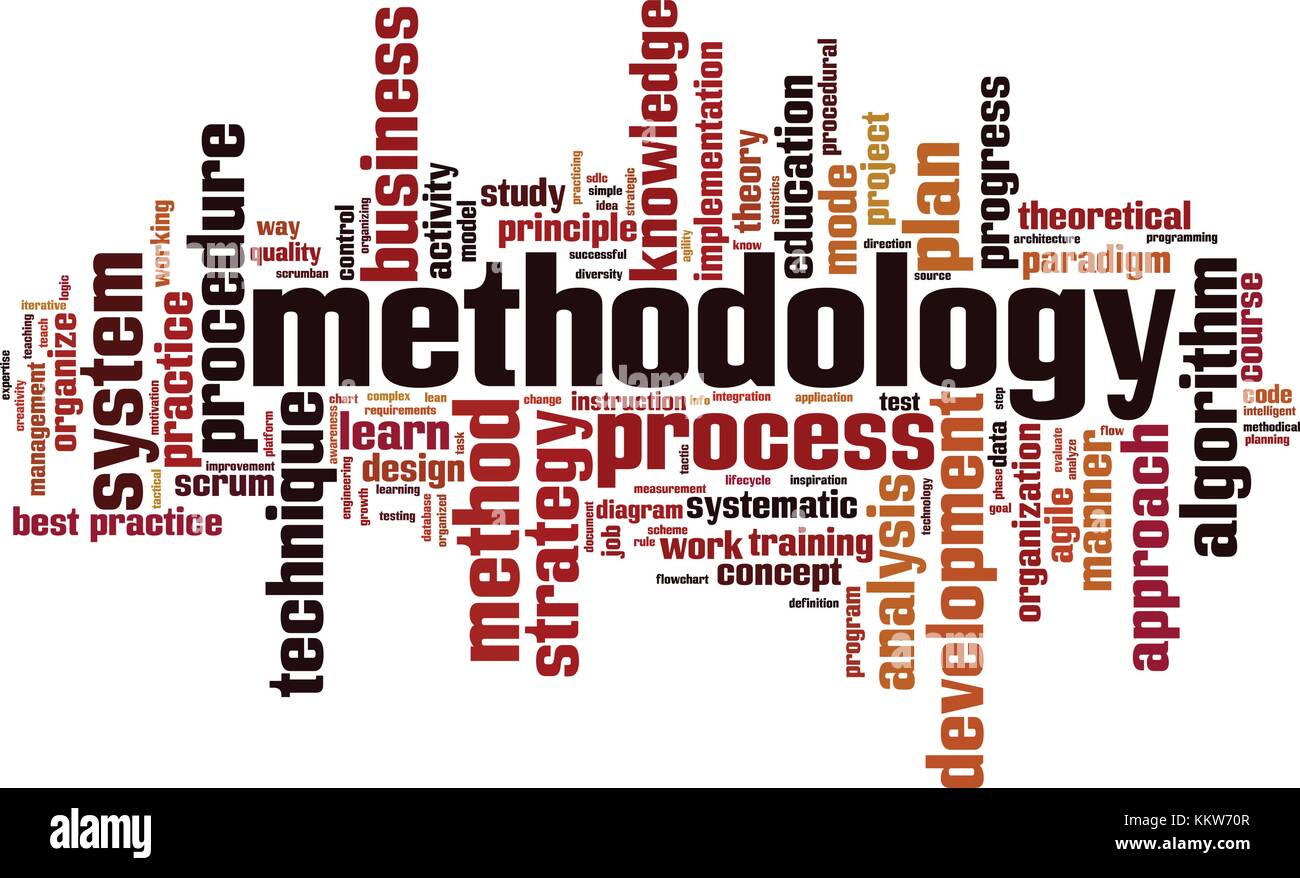 knowledge
business
implementation
procedural
education
progress
project
procedure
plan
theory
practicing
sdlc
simple
idea
strategic
study
activity
mode
statistics
model
working
organizing
control
way
quality
scrumban
principle
successful
diversity
agility
know
direction
source
theoretical
architecture
programming
paradigm
system
methodology
algorithm
course
logic
iterative
teaching
teach
organize
practice
expertise
creativity
management
motivation
tactical
technique
platform
chart
complex
lean
requirements
change
instruction
info
integration
application
test
step
code
intelligent
methodical
planning
awareness
learn
task
method
strategy
process
tactic
development
data
organization
evaluate
analyze
flow
manner
approach
improvement
scrum
engineering
growth
design
learning
testing
database
organized
measurement
lifecycle
inspiration
phase
goal
agile
best practice
document
diagram
systematic
analysis
technology
job
scheme
rule
work
training
flowchart
concept
definition
program
alamy
Image ID: KKW70R
www.alamy.com
a
alamy